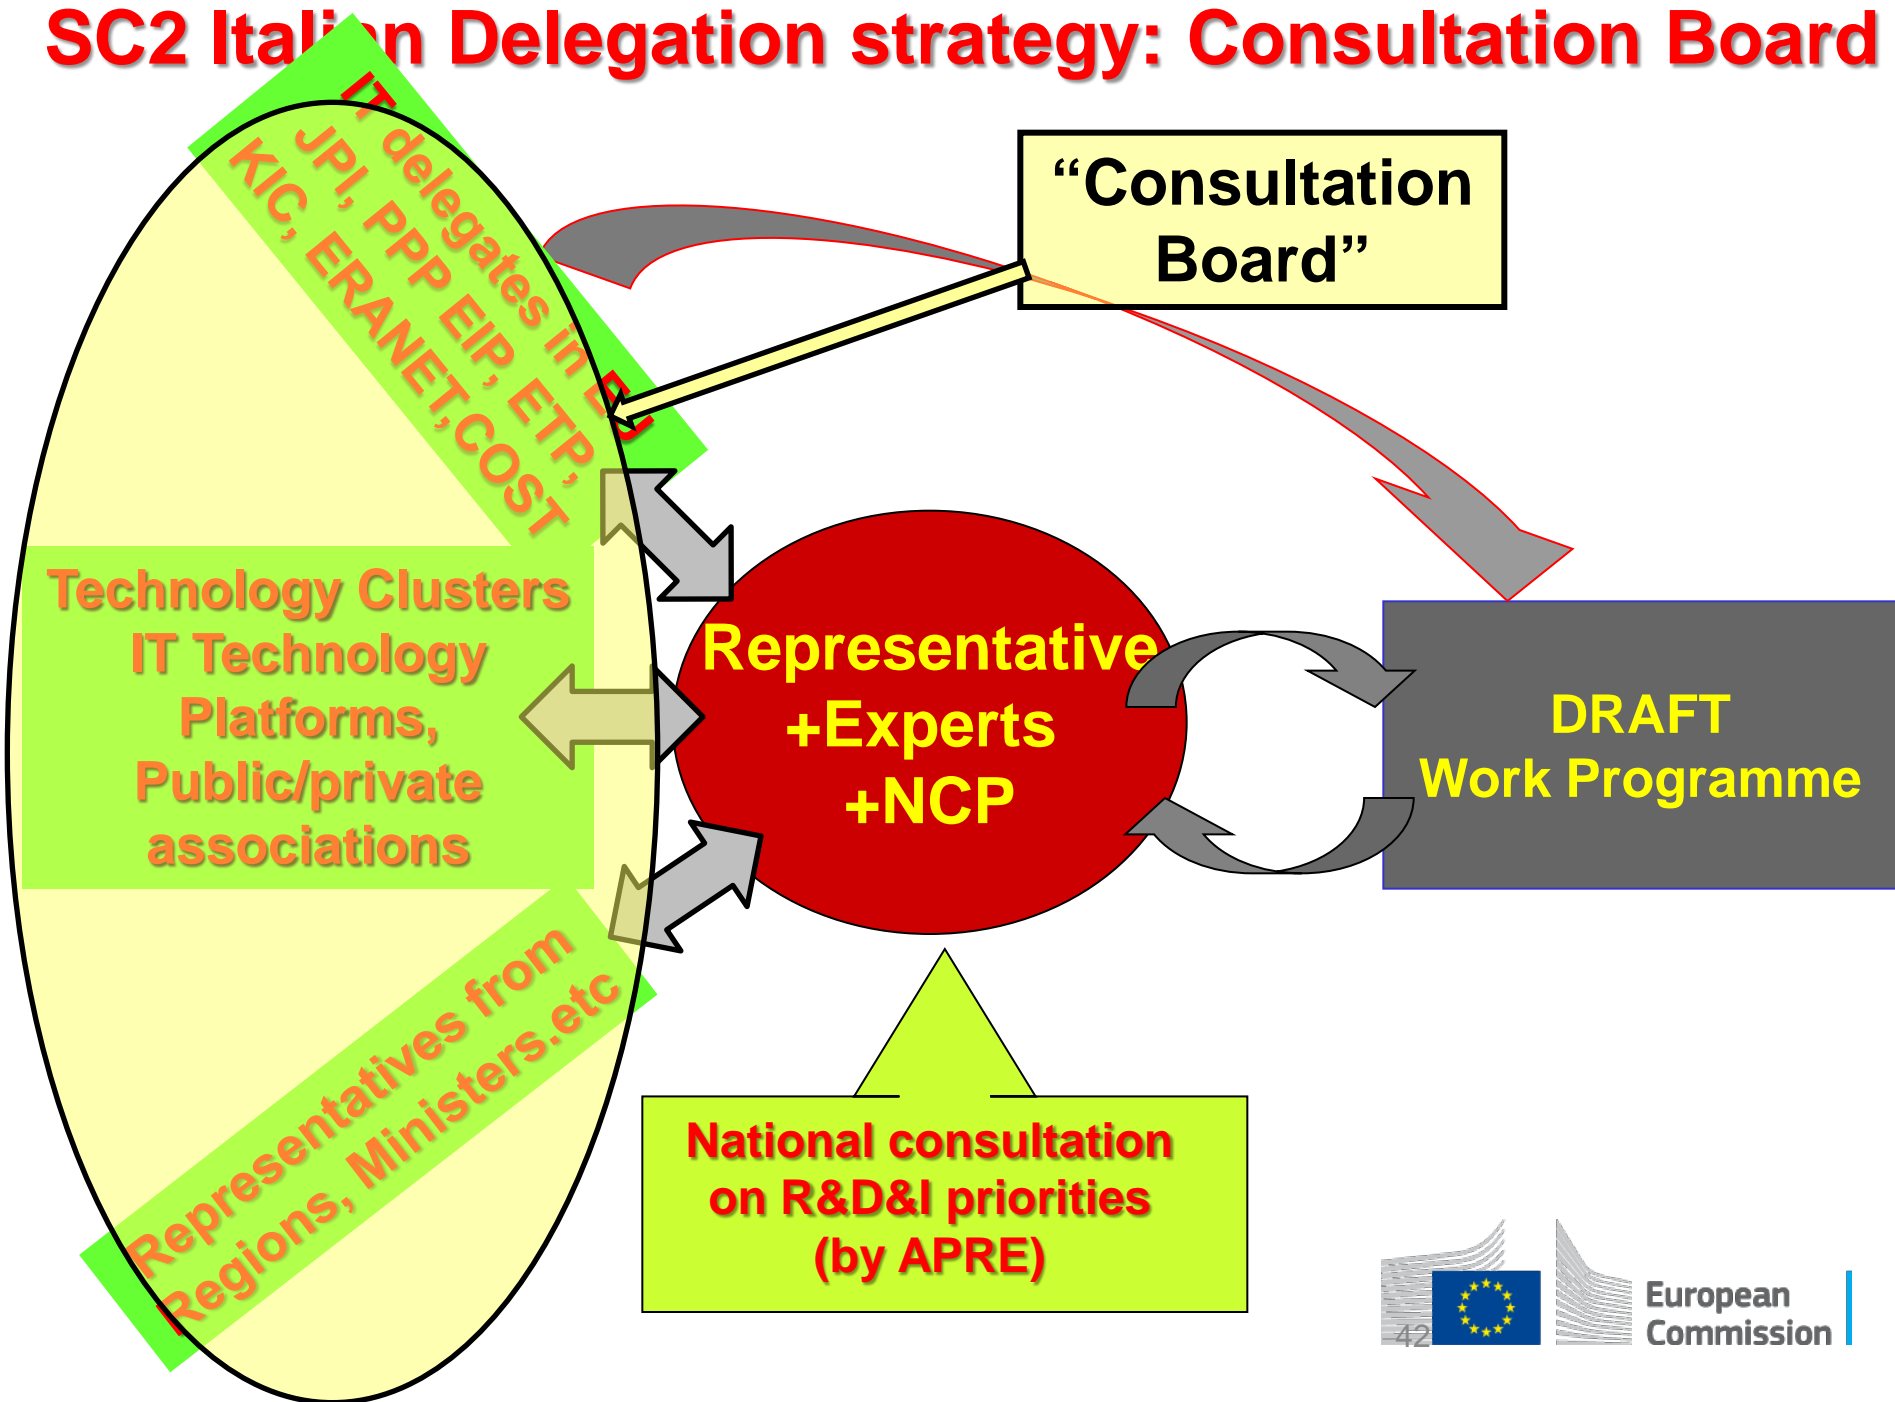 SC2 Italian Delegation strategy: Consultation Board
IT delegates in EU
JPI, PPP EIP, ETP,
KIC, ERANET,COST
“Consultation
Board”
Technology Clusters
IT Technology
Platforms,
Public/private
associations
Representative
+Experts
+NCP
DRAFT
Work Programme
Representatives from
Regions, Ministers.etc
National consultation
on R&D&I priorities
(by APRE)
European
Commission
42